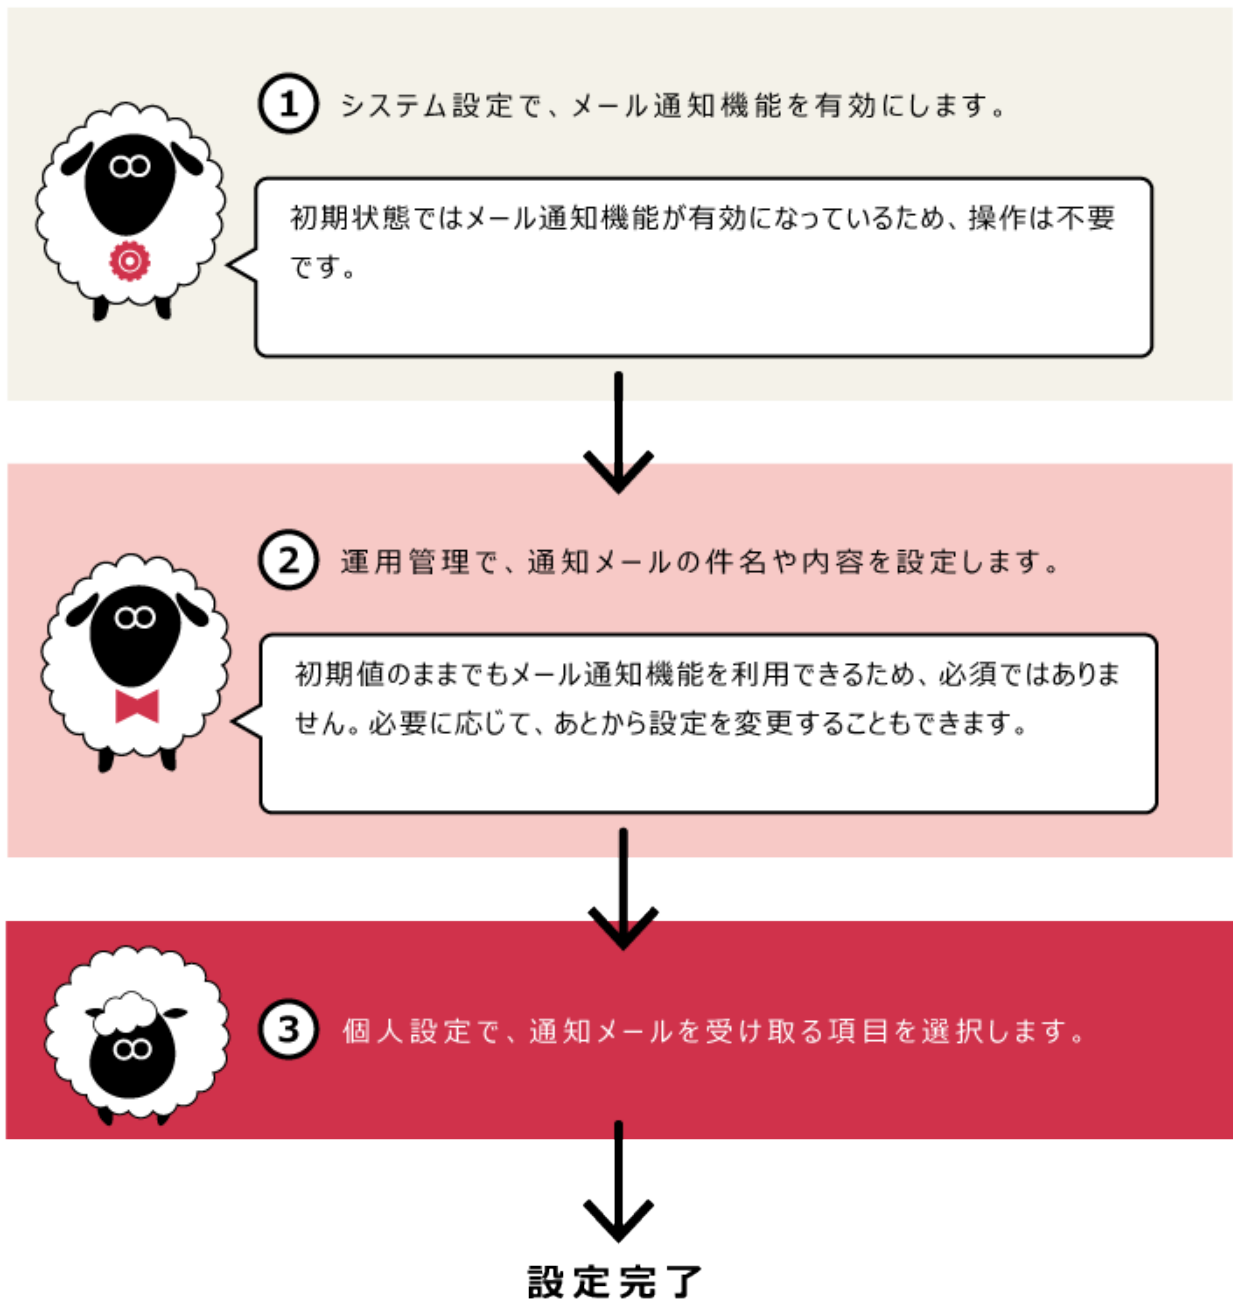 ① システム設定で、メール通知機能を有効にします。
初期状態ではメール通知機能が有効になっているため、操作は不要
です。
② 運用管理で、通知メールの件名や内容を設定します。
初期値のままでもメール通知機能を利用できるため、必須ではありま
せん。必要に応じて、あとから設定を変更することもできます。
③ 個人設定で、通知メールを受け取る項目を選択します。
設定完了